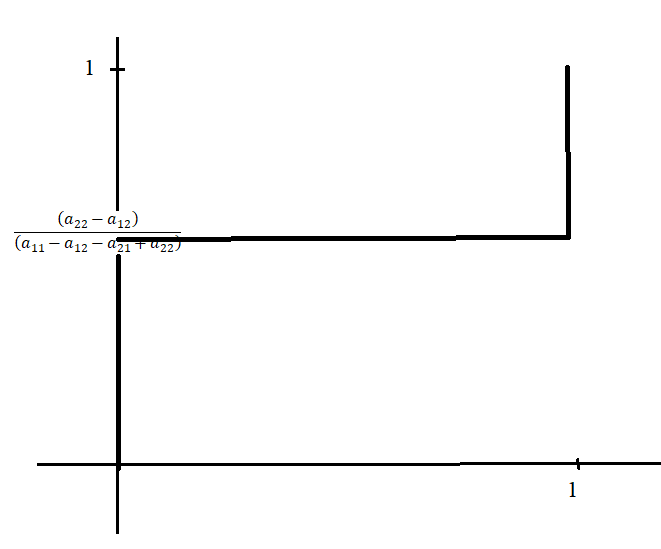 1
(a₂₂ − a₁₂)
(a₁₁ − a₁₂ − a₂₁ + a₂₂)
1